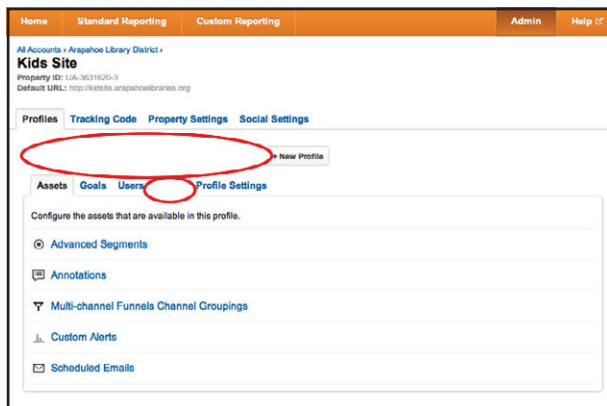 Home Standard Reporting Custom Reporting Admin Help
All Accounts › Arapahoe Library District ›
Kids Site
Property ID: UA-3631620-3
Default URL: http://kidsite.arapahoelibraries.org
Profiles Tracking Code Property Settings Social Settings
+ New Profile
Assets Goals Users Profile Settings
Configure the assets that are available in this profile.
Advanced Segments
Annotations
Multi-channel Funnels Channel Groupings
Custom Alerts
Scheduled Emails